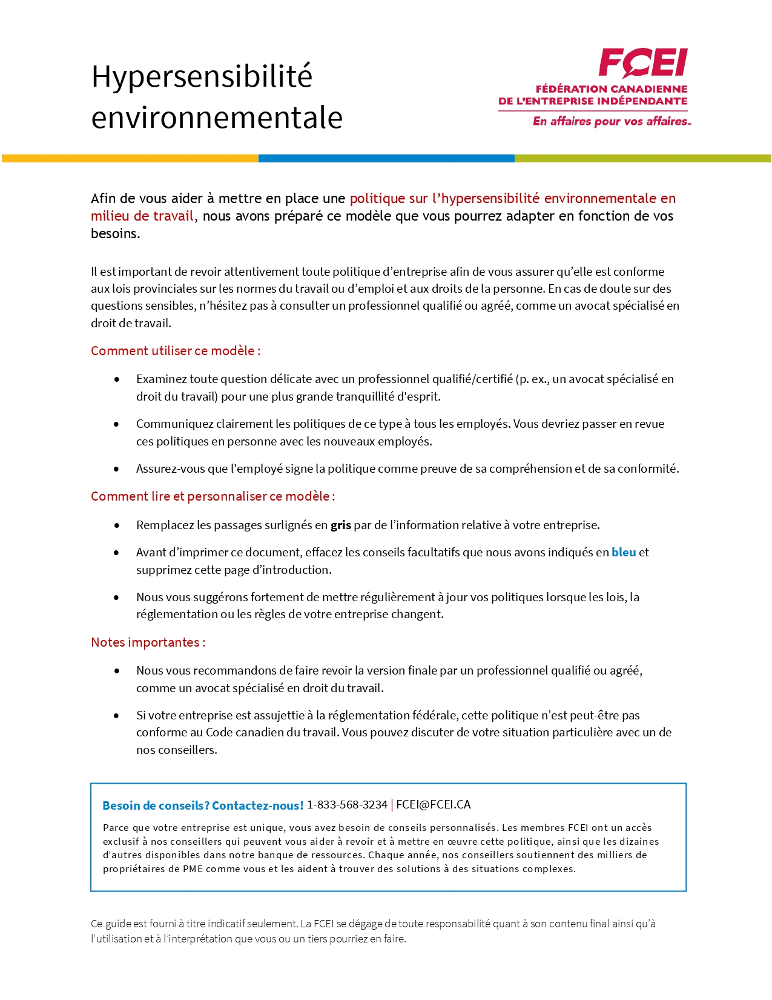 Hypersensibilité
environnementale
FCEI
FÉDÉRATION CANADIENNE
DE L’ENTREPRISE INDÉPENDANTE
En affaires pour vos affaires.MC
Afin de vous aider à mettre en place une politique sur l’hypersensibilité environnementale en
milieu de travail, nous avons préparé ce modèle que vous pourrez adapter en fonction de vos
besoins.
Il est important de revoir attentivement toute politique d’entreprise afin de vous assurer qu’elle est conforme
aux lois provinciales sur les normes du travail ou d’emploi et aux droits de la personne. En cas de doute sur des
questions sensibles, n’hésitez pas à consulter un professionnel qualifié ou agréé, comme un avocat spécialisé en
droit de travail.
Comment utiliser ce modèle :
• Examinez toute question délicate avec un professionnel qualifié/certifié (p. ex., un avocat spécialisé en
droit du travail) pour une plus grande tranquillité d'esprit.
• Communiquez clairement les politiques de ce type à tous les employés. Vous devriez passer en revue
ces politiques en personne avec les nouveaux employés.
• Assurez-vous que l'employé signe la politique comme preuve de sa compréhension et de sa conformité.
Comment lire et personnaliser ce modèle :
• Remplacez les passages surlignés en gris par de l’information relative à votre entreprise.
• Avant d’imprimer ce document, effacez les conseils facultatifs que nous avons indiqués en bleu et
supprimez cette page d’introduction.
• Nous vous suggérons fortement de mettre régulièrement à jour vos politiques lorsque les lois, la
réglementation ou les règles de votre entreprise changent.
Notes importantes :
• Nous vous recommandons de faire revoir la version finale par un professionnel qualifié ou agréé,
comme un avocat spécialisé en droit du travail.
• Si votre entreprise est assujettie à la réglementation fédérale, cette politique n’est peut-être pas
conforme au Code canadien du travail. Vous pouvez discuter de votre situation particulière avec un de
nos conseillers.
Besoin de conseils? Contactez-nous! 1-833-568-3234 | FCEI@FCEI.CA
Parce que votre entreprise est unique, vous avez besoin de conseils personnalisés. Les membres FCEI ont un accès
exclusif à nos conseillers qui peuvent vous aider à revoir et à mettre en œuvre cette politique, ainsi que les dizaines
d’autres disponibles dans notre banque de ressources. Chaque année, nos conseillers soutiennent des milliers de
propriétaires de PME comme vous et les aident à trouver des solutions à des situations complexes.
Ce guide est fourni à titre indicatif seulement. La FCEI se dégage de toute responsabilité quant à son contenu final ainsi qu’à
l’utilisation et à l’interprétation que vous ou un tiers pourriez en faire.